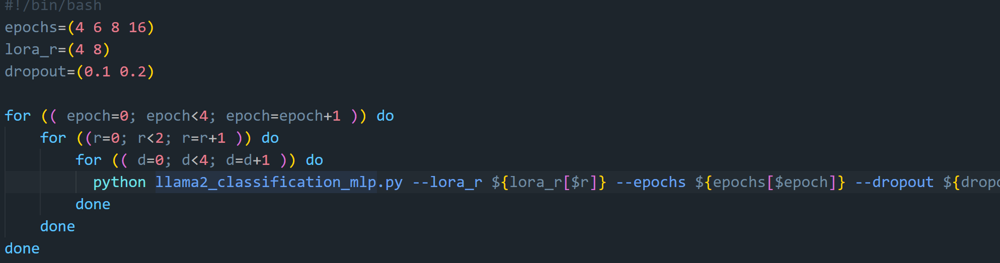 #!/bin/bash
epochs=(4 6 8 16)
lora_r=(4 8)
dropout=(0.1 0.2)
for (( epoch=0; epoch<4; epoch=epoch+1 )) do
for ((r=0; r<2; r=r+1 )) do
for (( d=0; d<4; d=d+1 )) do
python llama2_classification_mlp.py --lora_r ${lora_r[$r]} --epochs ${epochs[$epoch]} --dropout ${dropo
done
done
done